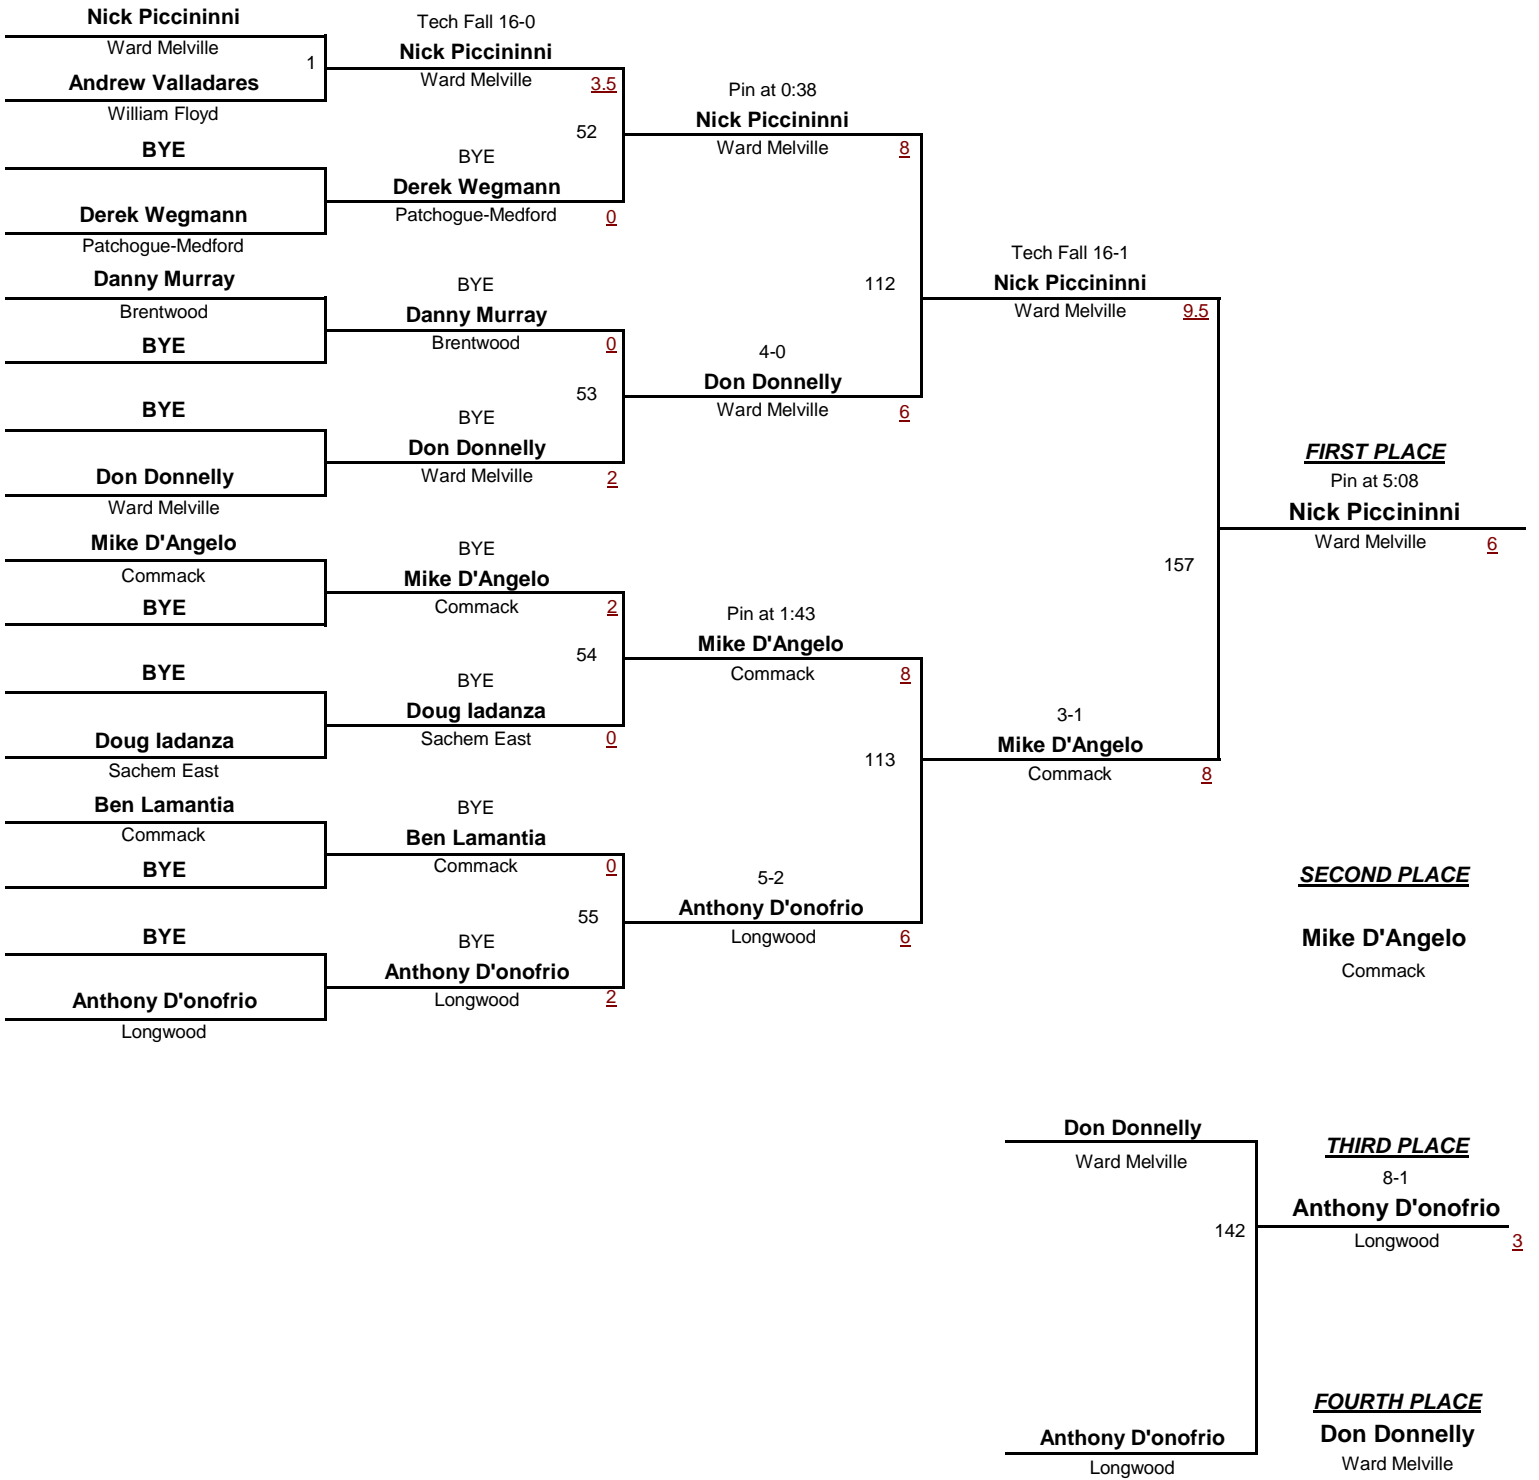 Nick Piccininni
Ward Melville
1
Andrew Valladares
William Floyd
BYE
Derek Wegmann
Patchogue-Medford
Danny Murray
Brentwood
BYE
BYE
Don Donnelly
Ward Melville
Mike D'Angelo
Commack
BYE
BYE
Doug Iadanza
Sachem East
Ben Lamantia
Commack
BYE
BYE
Anthony D'onofrio
Longwood
Tech Fall 16-0
Nick Piccininni
Ward Melville 3.5
52
BYE
Derek Wegmann
Patchogue-Medford 0
BYE
Danny Murray
Brentwood 0
53
BYE
Don Donnelly
Ward Melville 2
BYE
Mike D'Angelo
Commack 2
54
BYE
Doug Iadanza
Sachem East 0
BYE
Ben Lamantia
Commack 0
55
BYE
Anthony D'onofrio
Longwood 2
Pin at 0:38
Nick Piccininni
Ward Melville 8
112
4-0
Don Donnelly
Ward Melville 6
Pin at 1:43
Mike D'Angelo
Commack 8
113
5-2
Anthony D'onofrio
Longwood 6
Tech Fall 16-1
Nick Piccininni
Ward Melville 9.5
157
3-1
Mike D'Angelo
Commack 8
FIRST PLACE
Pin at 5:08
Nick Piccininni
Ward Melville 6
SECOND PLACE
Mike D'Angelo
Commack
Don Donnelly
Ward Melville
142
Anthony D'onofrio
Longwood
THIRD PLACE
8-1
Anthony D'onofrio
Longwood 3
FOURTH PLACE
Don Donnelly
Ward Melville